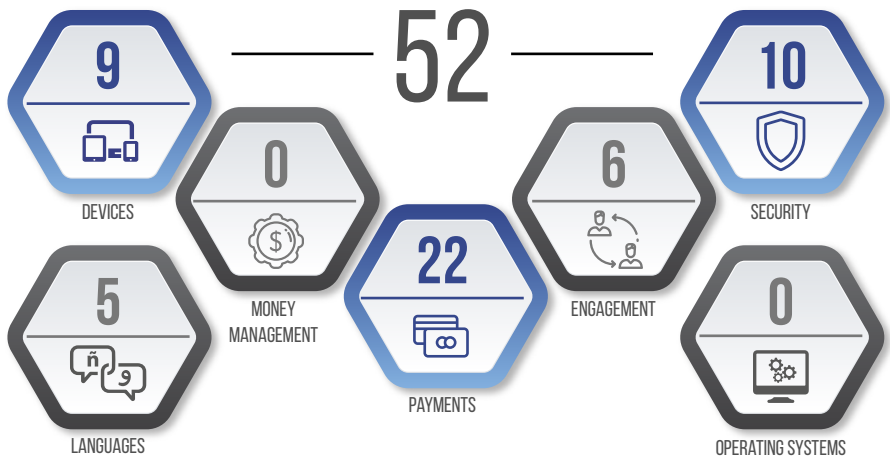 52
9
DEVICES
10
SECURITY
0
MONEY
MANAGEMENT
6
ENGAGEMENT
22
PAYMENTS
5
ñ
و
LANGUAGES
0
OPERATING SYSTEMS
$